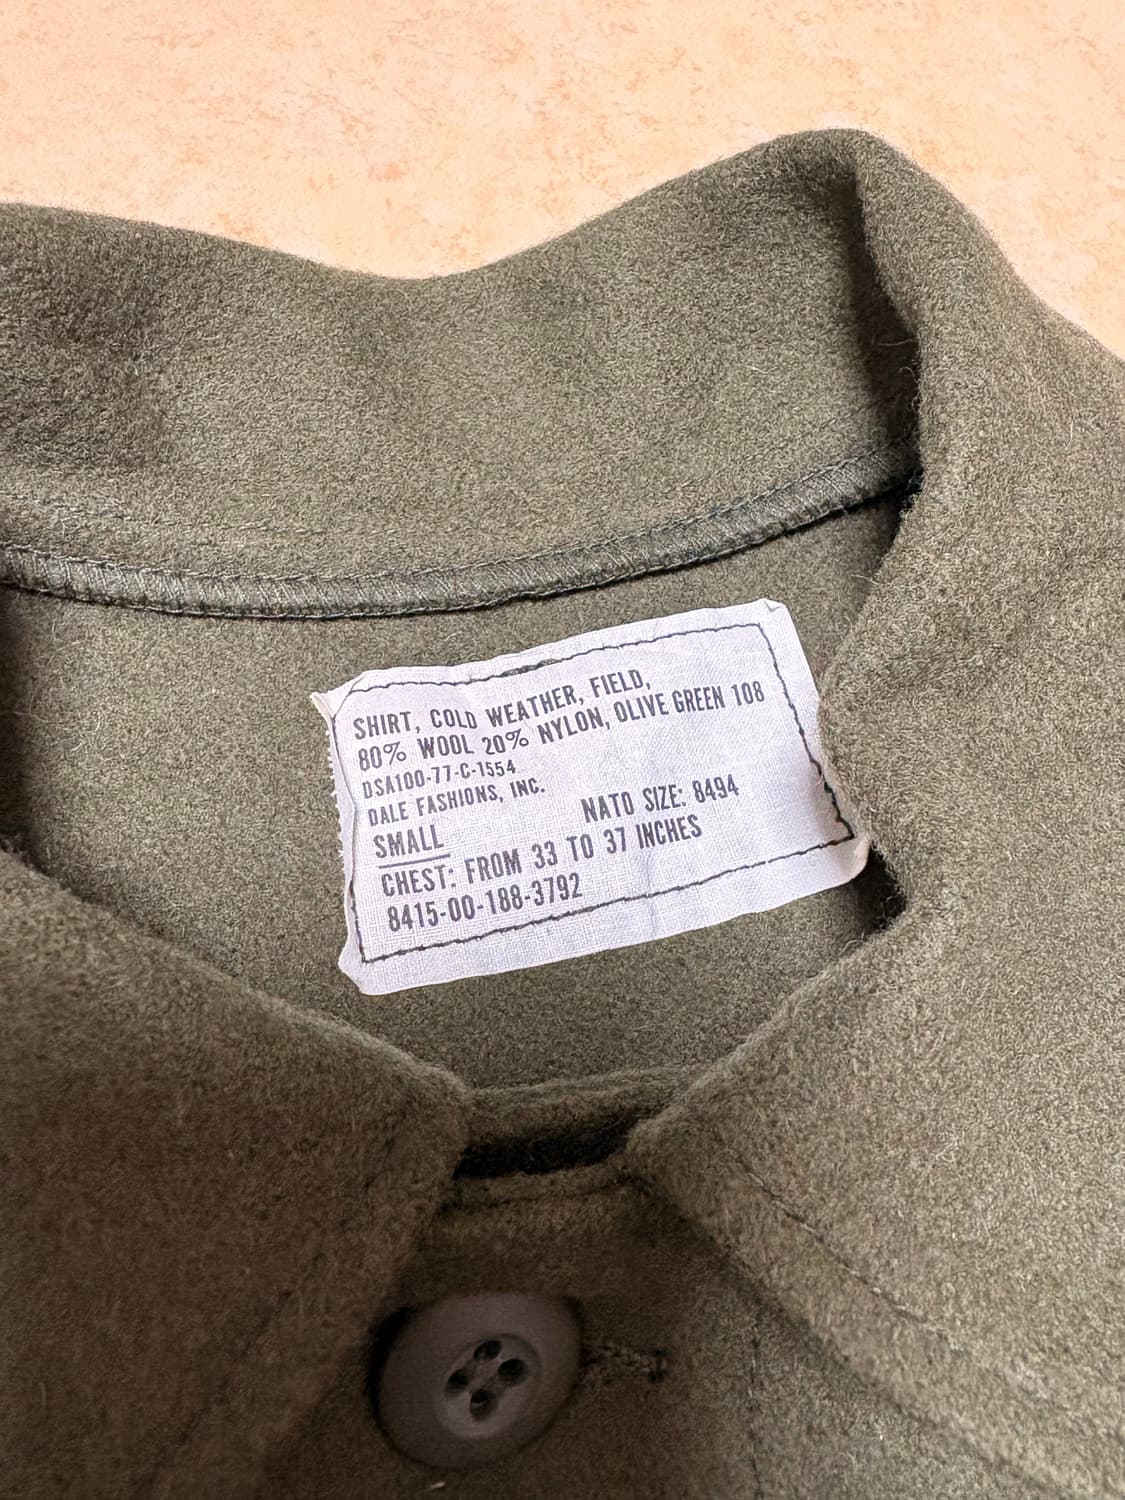 SHIRT, COLD WEATHER, FIELD,
80% WOOL 20% NYLON, OLIVE GREEN 108
DSA100-77-C-1554
DALE FASHIONS, INC.
SMALL NATO SIZE: 8494
CHEST: FROM 33 TO 37 INCHES
8415-00-188-3792